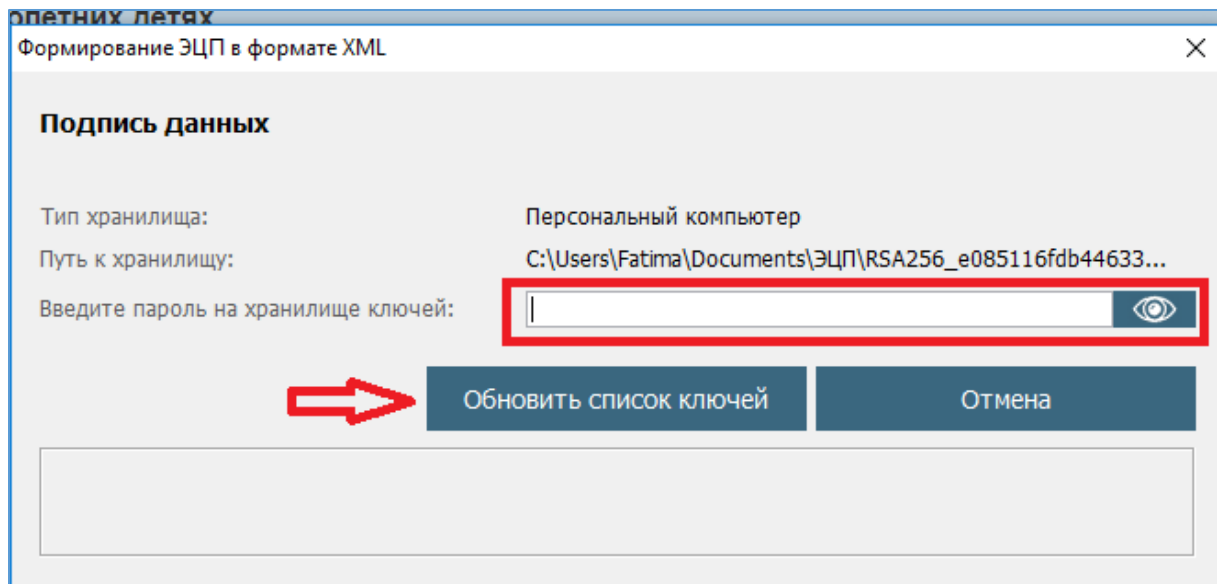 Формирование ЭЦП в формате XML
Подпись данных
Тип хранилища: Персональный компьютер
Путь к хранилищу: C:\Users\Fatima\Documents\ЭЦП\RSA256_e085116fdb44633...
Введите пароль на хранилище ключей:
Обновить список ключей Отмена